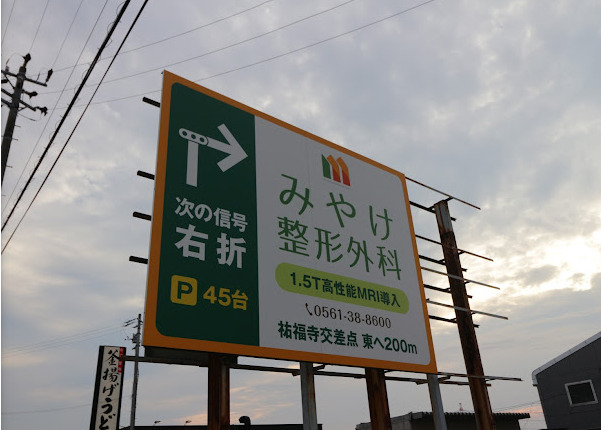 次の信号
右折
P 45台
みやけ
整形外科
1.5T高性能MRI導入
0561-38-8600
祐福寺交差点 東へ200m
釜揚げうど